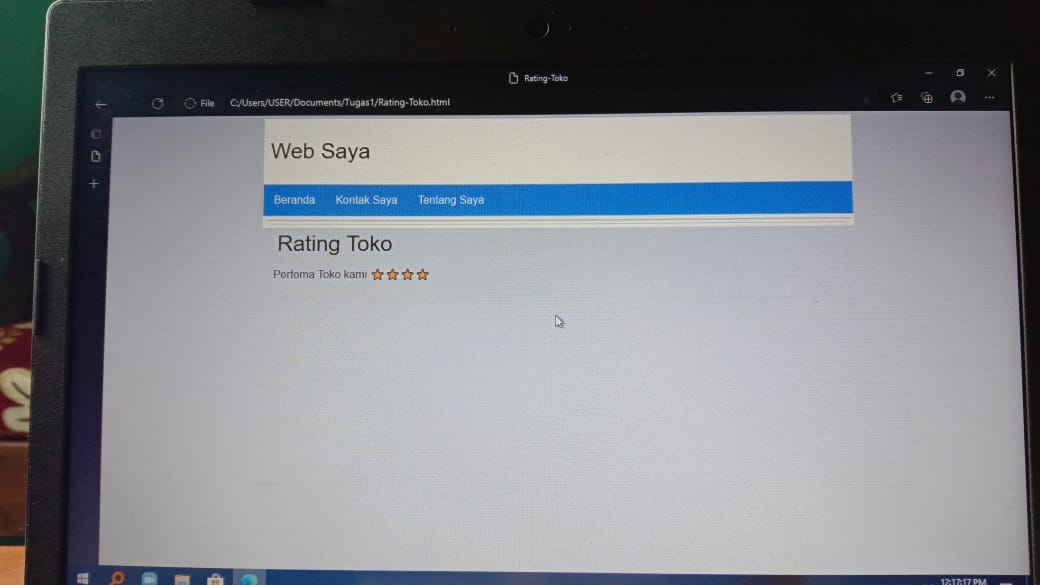 Rating-Toko
File C:/Users/USER/Documents/Tugas1/Rating-Toko.html
Web Saya
Beranda Kontak Saya Tentang Saya
Rating Toko
Perfoma Toko kami
12:17:17 PM